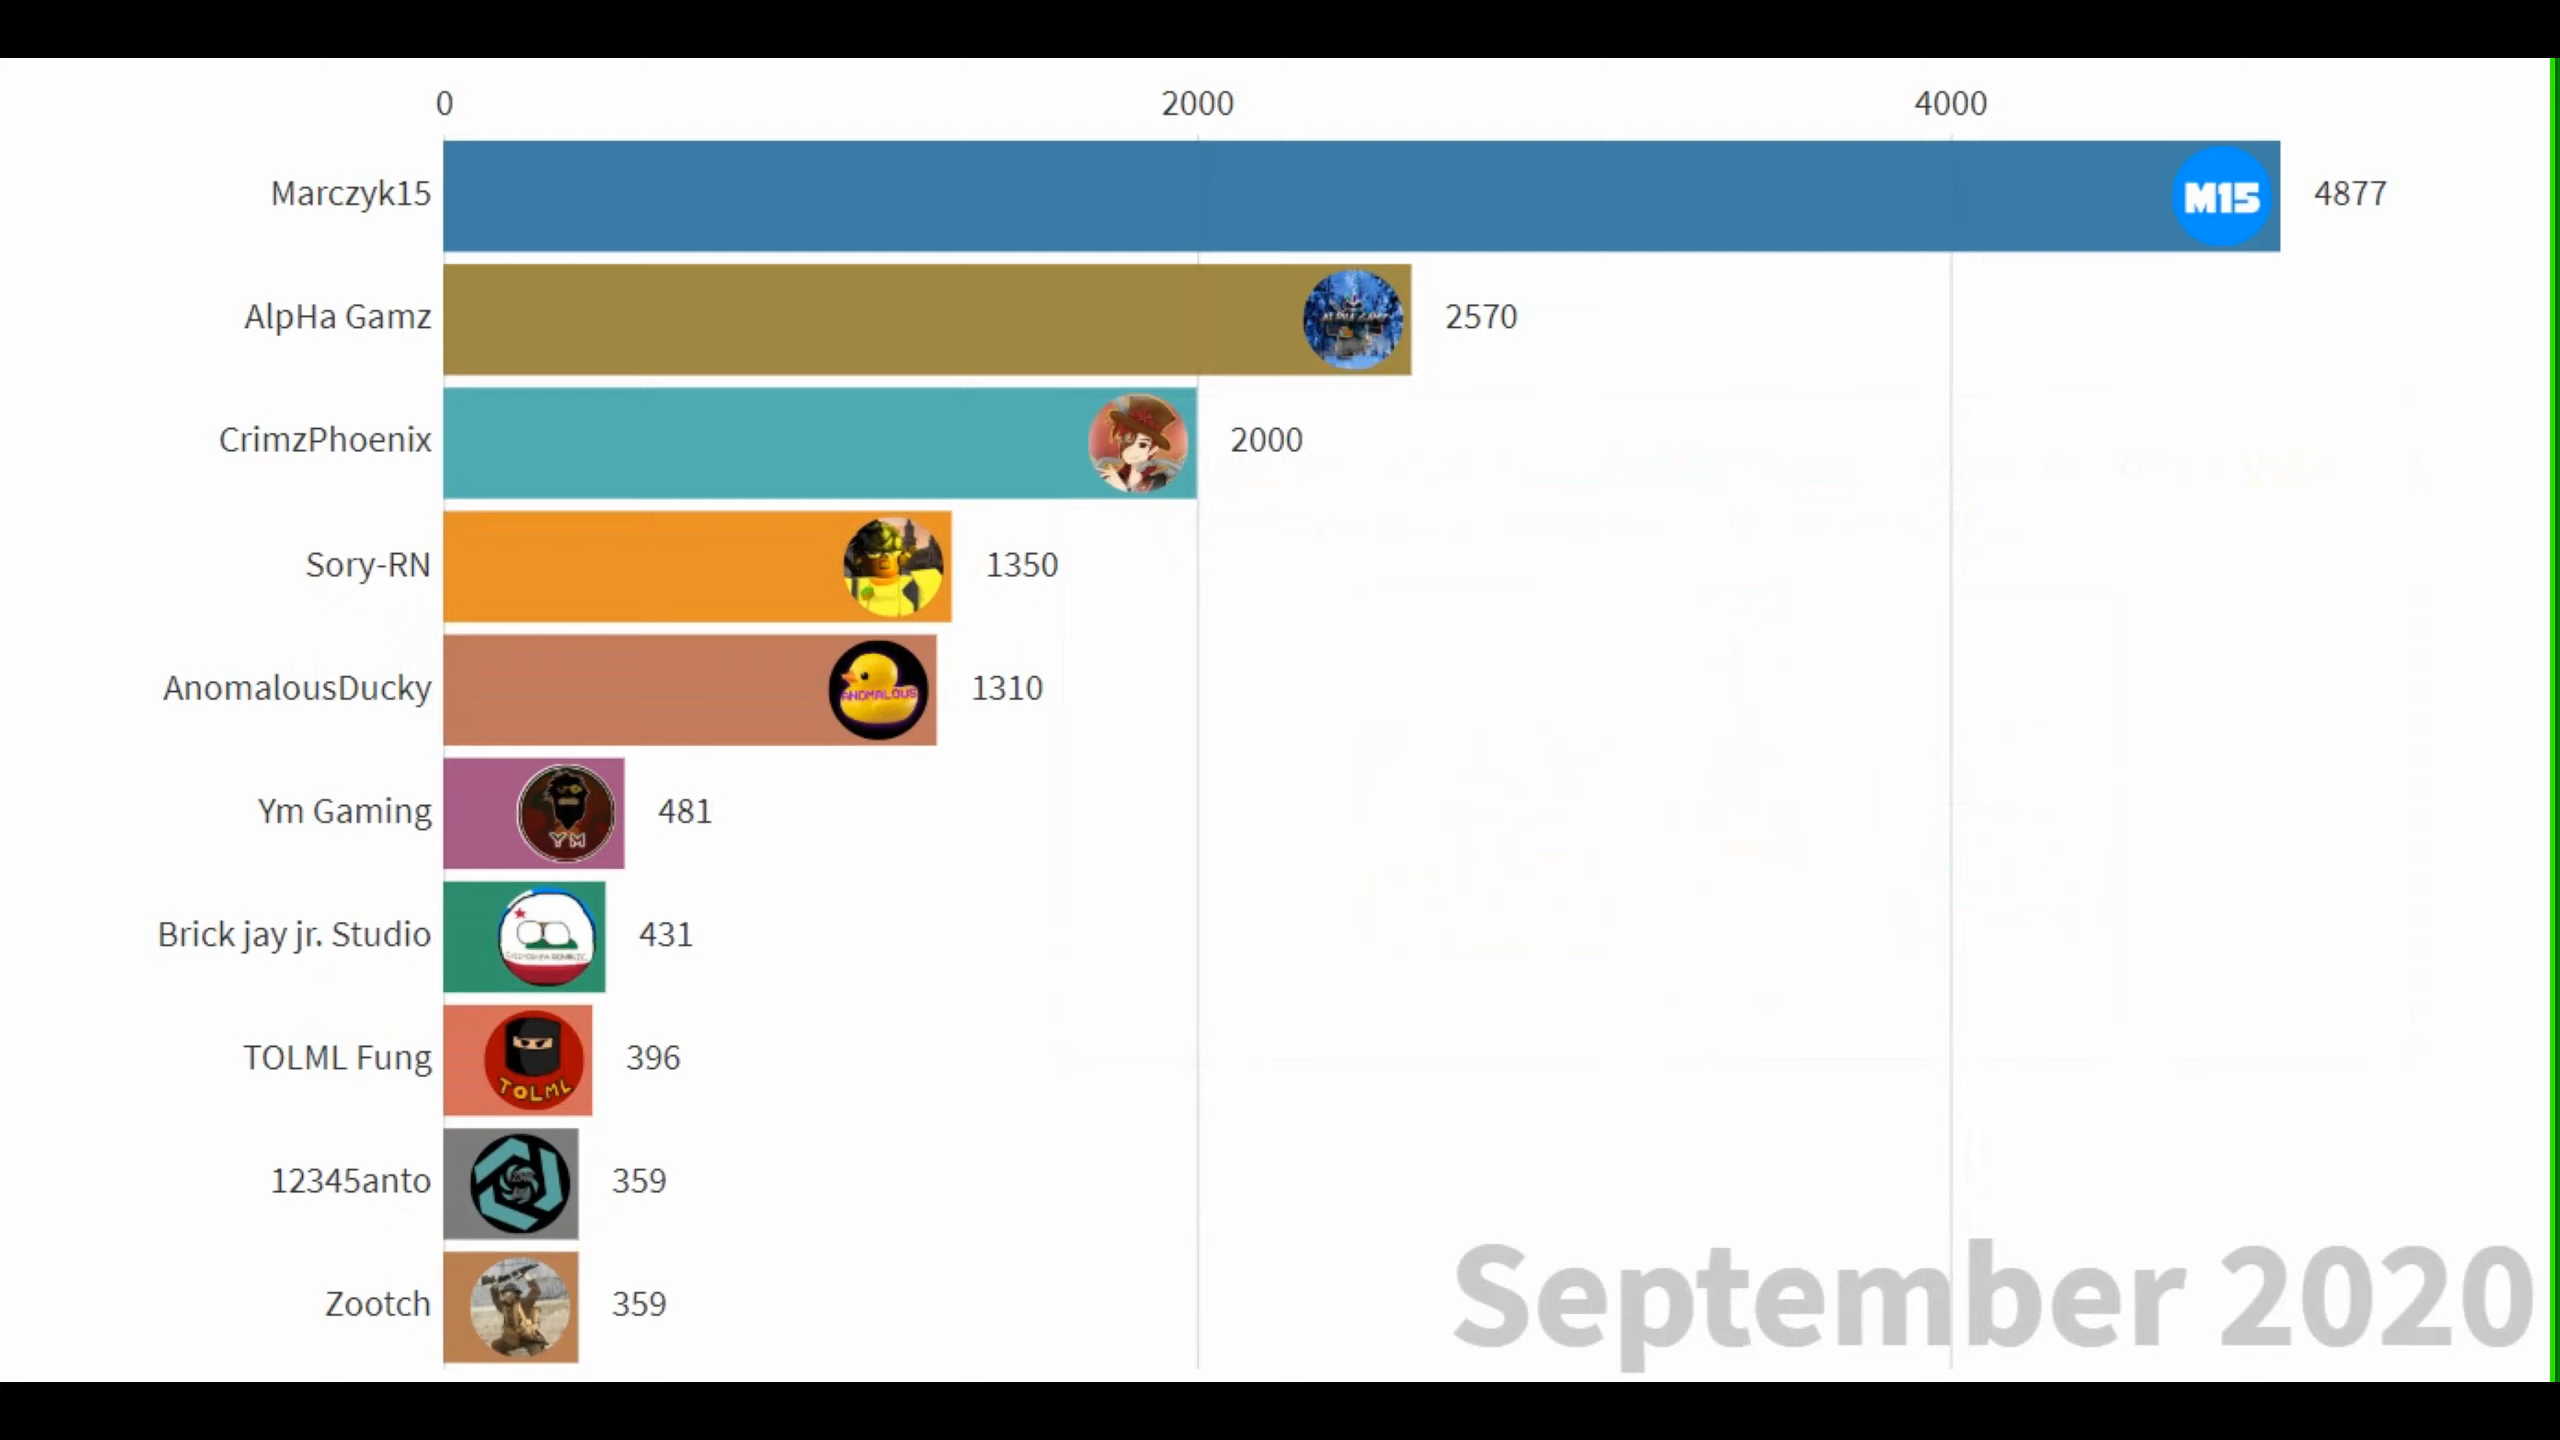 0 2000 4000
Marczyk15 M15 4877
AlpHa Gamz 2570
CrimzPhoenix 2000
Sory-RN 1350
AnomalousDucky ANOMALOUS 1310
Ym Gaming YM 481
Brick jay jr. Studio 431
TOLML Fung TOLML 396
12345anto 359
Zootch 359
September 2020